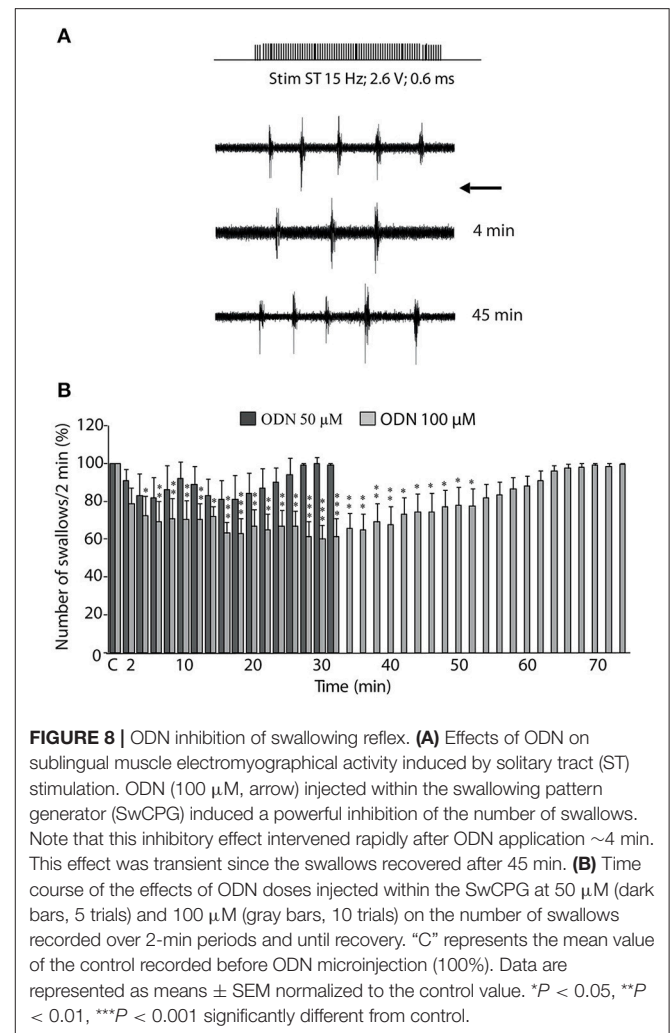 A
Stim ST 15 Hz; 2.6 V; 0.6 ms
4 min
45 min
B
ODN 50 µM ODN 100 µM
Number of swallows/2 min (%)
120
100
80
60
40
20
0
* ** ** ** ** ** ** *** *** *** *** *** *** *** *** *** * * ** ** * * * * * *
C 2 10 20 30 40 50 60 70
Time (min)
FIGURE 8 | ODN inhibition of swallowing reflex. (A) Effects of ODN on
sublingual muscle electromyographical activity induced by solitary tract (ST)
stimulation. ODN (100 µM, arrow) injected within the swallowing pattern
generator (SwCPG) induced a powerful inhibition of the number of swallows.
Note that this inhibitory effect intervened rapidly after ODN application ∼4 min.
This effect was transient since the swallows recovered after 45 min. (B) Time
course of the effects of ODN doses injected within the SwCPG at 50 µM (dark
bars, 5 trials) and 100 µM (gray bars, 10 trials) on the number of swallows
recorded over 2-min periods and until recovery. “C” represents the mean value
of the control recorded before ODN microinjection (100%). Data are
represented as means ± SEM normalized to the control value. *P < 0.05, **P
< 0.01, ***P < 0.001 significantly different from control.